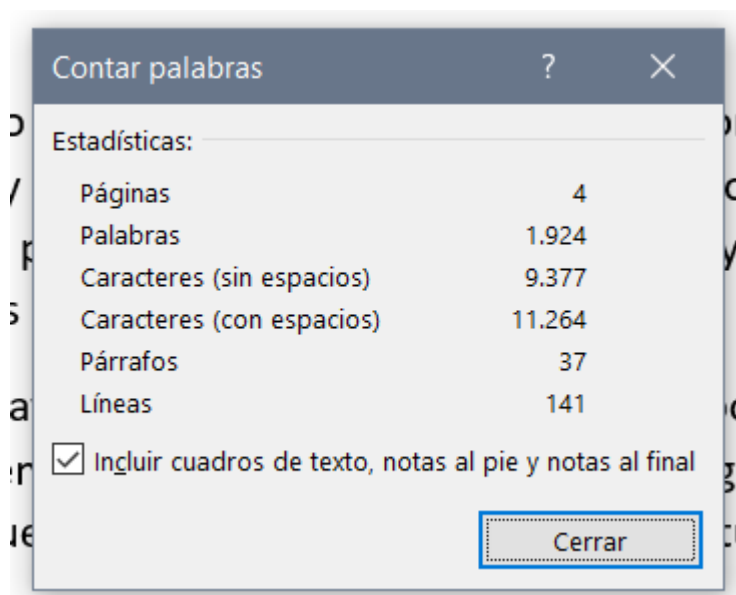 Contar palabras ?
Estadísticas:
Páginas 4
Palabras 1.924
Caracteres (sin espacios) 9.377
Caracteres (con espacios) 11.264
Párrafos 37
Líneas 141
Incluir cuadros de texto, notas al pie y notas al final
Cerrar